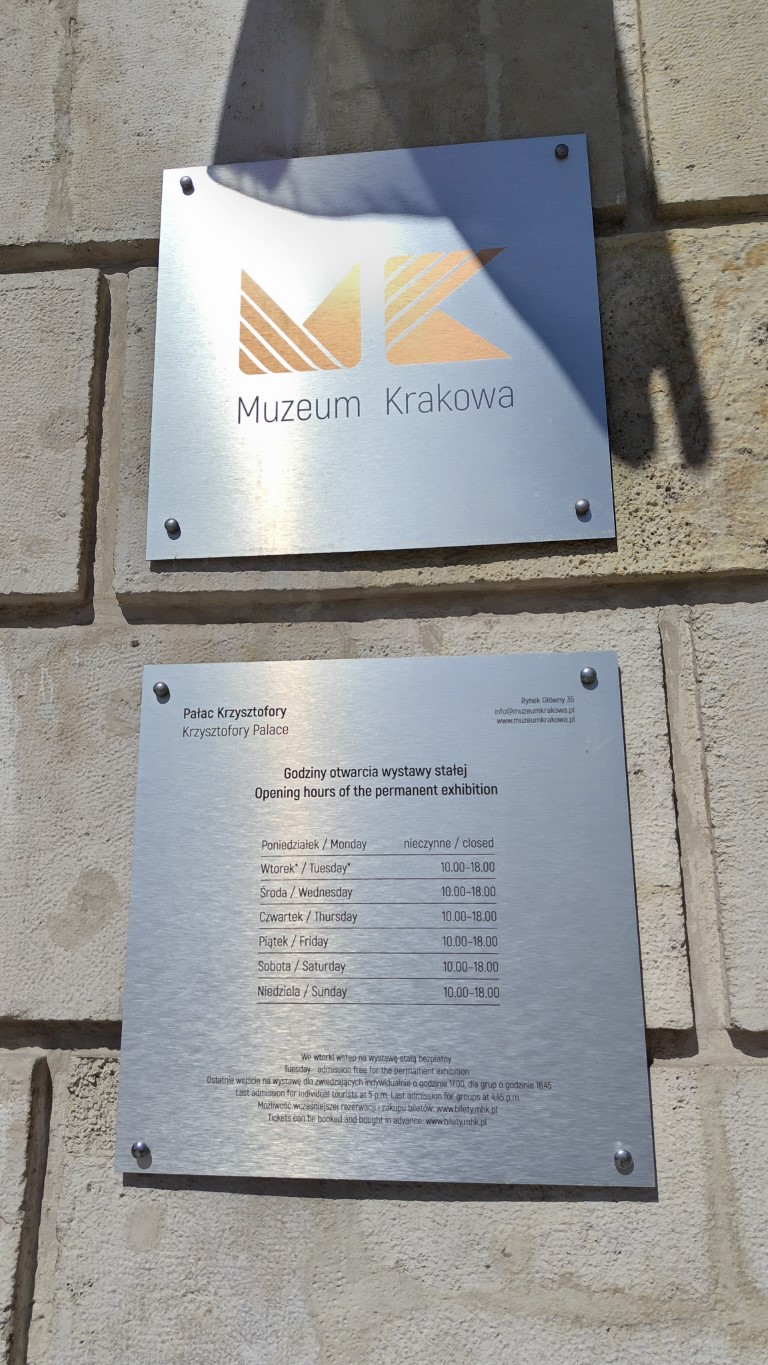 MK
Muzeum Krakowa
Pałac Krzysztofory
Krzysztofory Palace
Rynek Główny 35
info@muzeumkrakowa.pl
www.muzeumkrakowa.pl
Godziny otwarcia wystawy stałej
Opening hours of the permanent exhibition
Poniedziałek / Monday nieczynne / closed
Wtorek* / Tuesday* 10.00–18.00
Środa / Wednesday 10.00–18.00
Czwartek / Thursday 10.00–18.00
Piątek / Friday 10.00–18.00
Sobota / Saturday 10.00–18.00
Niedziela / Sunday 10.00–18.00
We wtorki wstęp na wystawę stałą bezpłatny
Tuesday - admission free for the permament exhibition
Ostatnie wejście na wystawę dla zwiedzających indywidualnie o godzinie 17.00, dla grup o godzinie 16.45
Last admission for individual tourists at 5 p.m. Last admission for groups at 4.45 p.m.
Możliwość wcześniejszej rezerwacji i zakupu biletów: www.bilety.mhk.pl
Tickets can be booked and bought in advance: www.bilety.mhk.pl